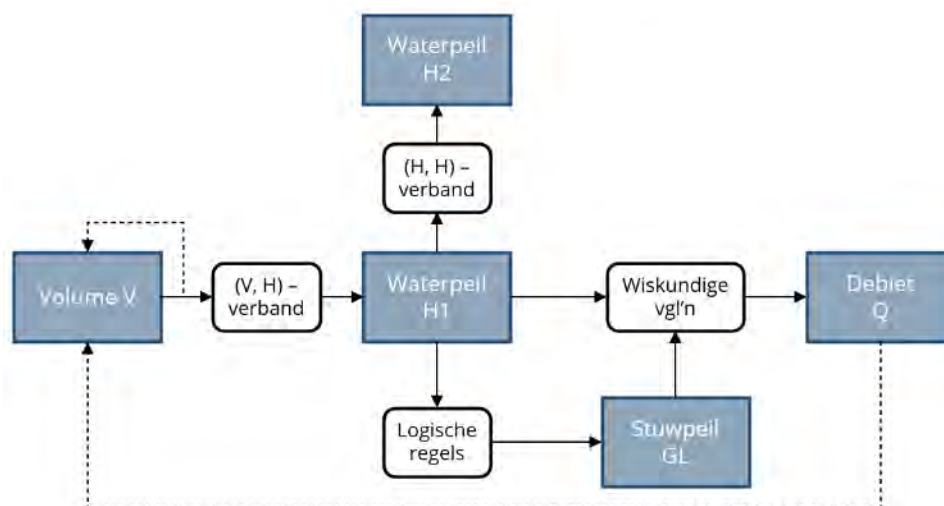 Waterpeil
H2
(H, H) –
verband
Volume V
(V, H) –
verband
Waterpeil
H1
Wiskundige
vgl’n
Debiet
Q
Logische
regels
Stuwpeil
GL